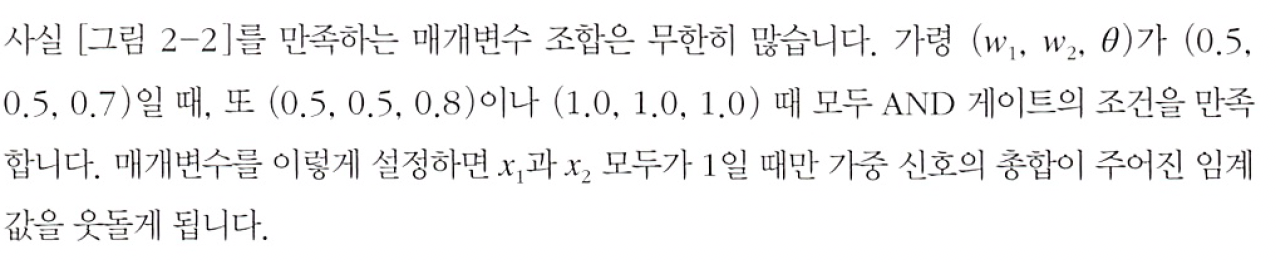 사실 [그림 2-2]를 만족하는 매개변수 조합은 무한히 많습니다. 가령 (w₁, w₂, θ)가 (0.5,
0.5, 0.7)일 때, 또 (0.5, 0.5, 0.8)이나 (1.0, 1.0, 1.0) 때 모두 AND 게이트의 조건을 만족
합니다. 매개변수를 이렇게 설정하면 x₁과 x₂ 모두가 1일 때만 가중 신호의 총합이 주어진 임계
값을 웃돌게 됩니다.